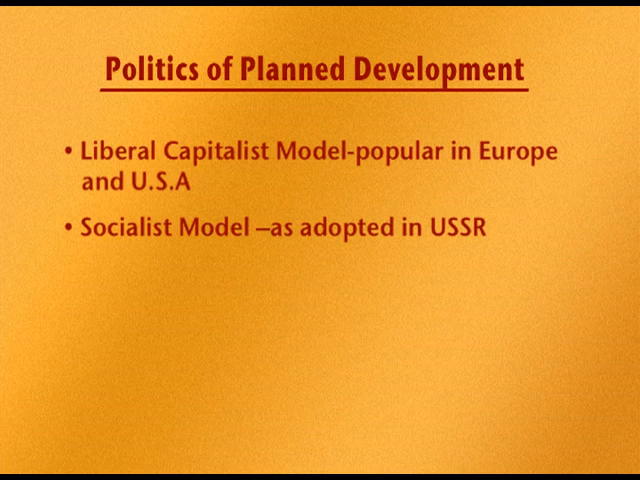 Politics of Planned Development
• Liberal Capitalist Model-popular in Europe
and U.S.A
• Socialist Model –as adopted in USSR